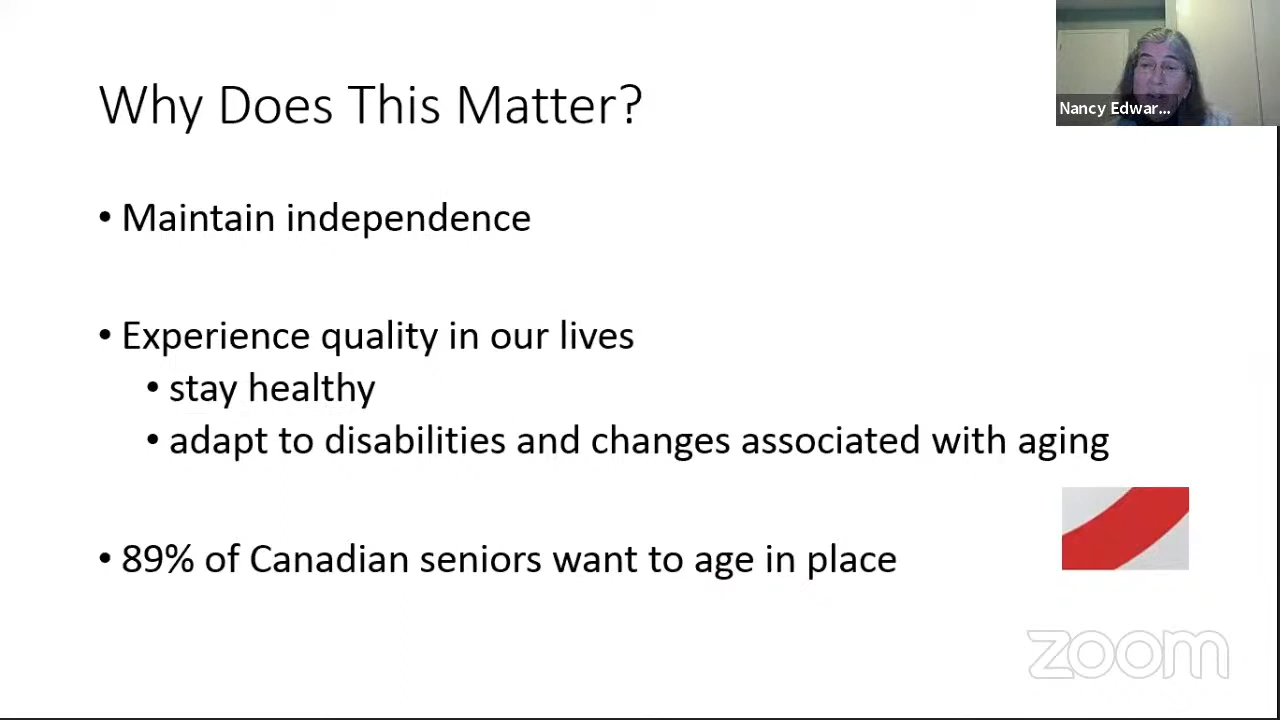 Why Does This Matter?
Nancy Edwar...
• Maintain independence
• Experience quality in our lives
• stay healthy
• adapt to disabilities and changes associated with aging
• 89% of Canadian seniors want to age in place
zoom